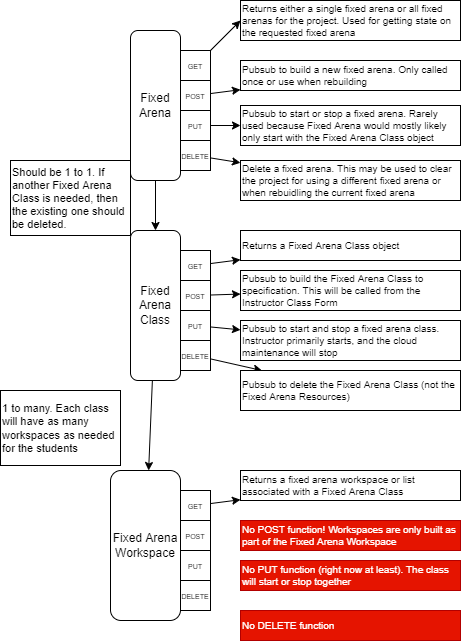 Returns either a single fixed arena or all fixed
arenas for the project. Used for getting state on
the requested fixed arena
Fixed
Arena
GET
POST
PUT
DELETE
Pubsub to build a new fixed arena. Only called
once or use when rebuilding
Pubsub to start or stop a fixed arena. Rarely
used because Fixed Arena would mostly likely
only start with the Fixed Arena Class object
Delete a fixed arena. This may be used to clear
the project for using a different fixed arena or
when rebuidling the current fixed arena
Should be 1 to 1. If
another Fixed Arena
Class is needed, then
the existing one should
be deleted.
Fixed
Arena
Class
GET
POST
PUT
DELETE
Returns a Fixed Arena Class object
Pubsub to build the Fixed Arena Class to
specification. This will be called from the
Instructor Class Form
Pubsub to start and stop a fixed arena class.
Instructor primarily starts, and the cloud
maintenance will stop
Pubsub to delete the Fixed Arena Class (not the
Fixed Arena Resources)
1 to many. Each class
will have as many
workspaces as needed
for the students
Fixed Arena
Workspace
GET
POST
PUT
DELETE
Returns a fixed arena workspace or list
associated with a Fixed Arena Class
No POST function! Workspaces are only built as
part of the Fixed Arena Workspace
No PUT function (right now at least). The class
will start or stop together
No DELETE function